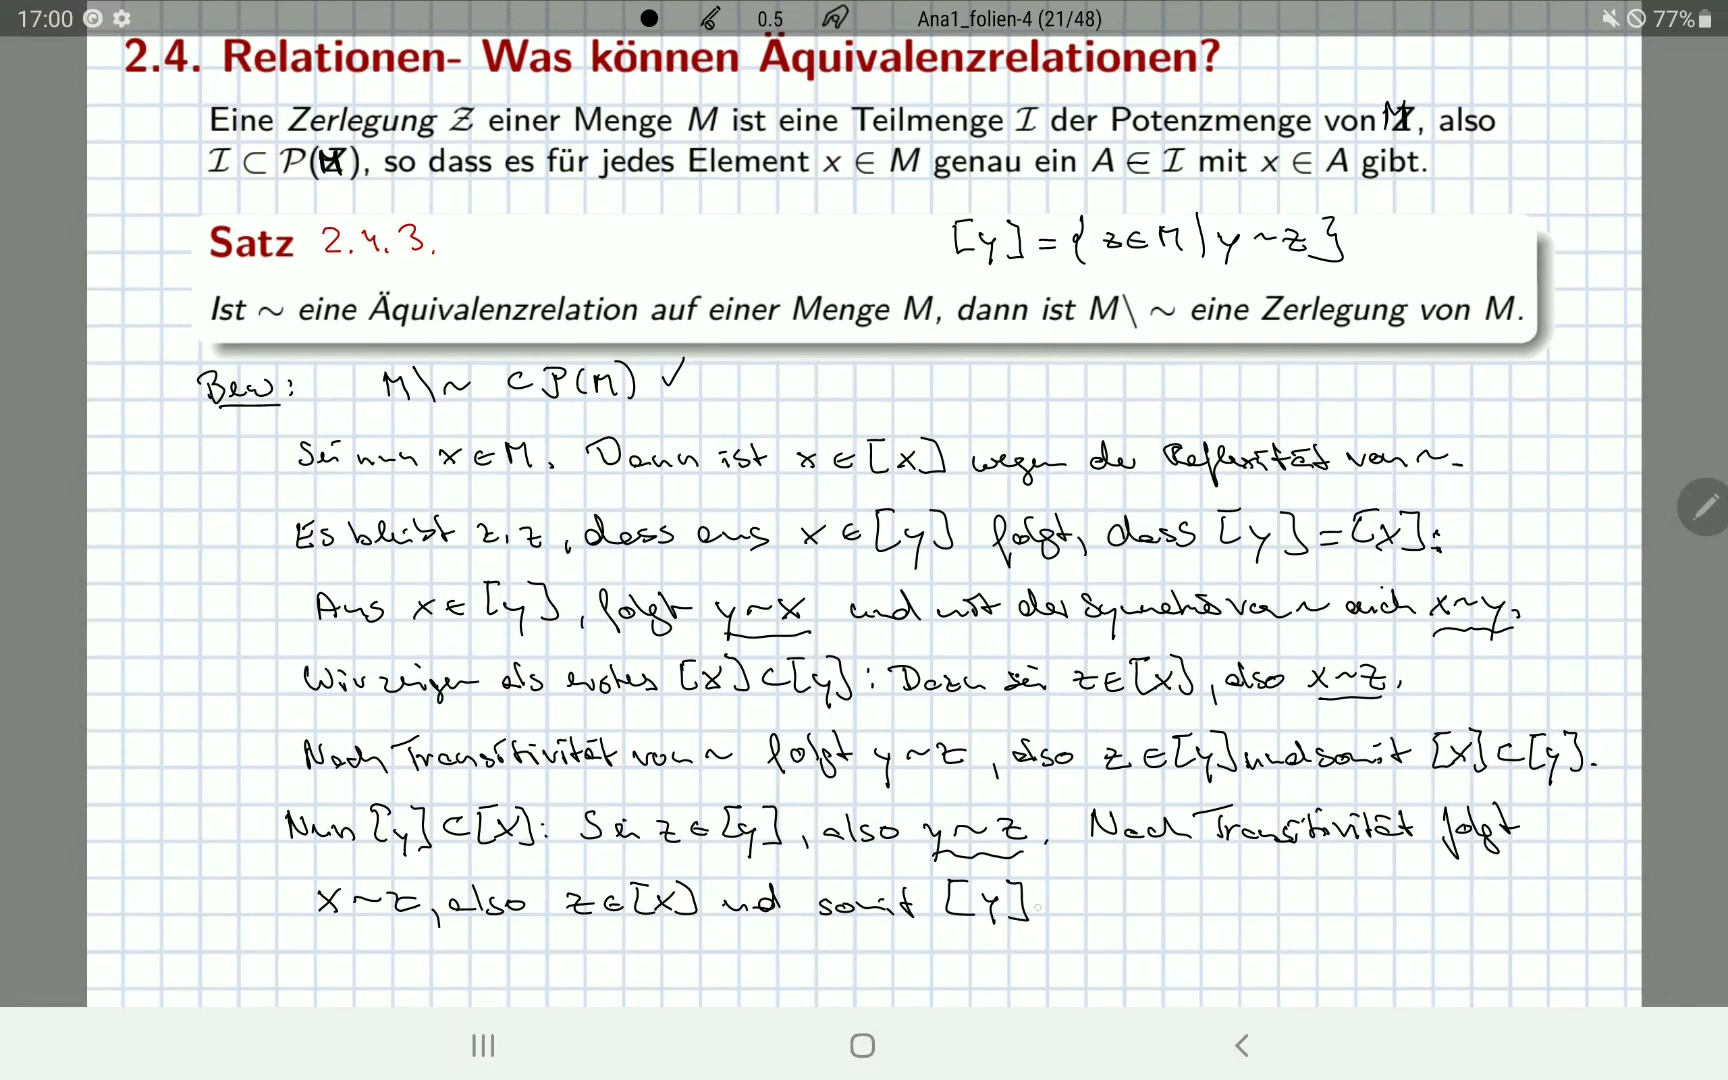 17:00 0.5 Ana1_folien-4 (21/48) 77%
2.4. Relationen- Was können Äquivalenzrelationen?
Eine Zerlegung Z einer Menge M ist eine Teilmenge I der Potenzmenge von M, also
I ⊂ P(M), so dass es für jedes Element x ∈ M genau ein A ∈ I mit x ∈ A gibt.
Satz 2.4.3. [y] = { z ∈ M | y ~ z }
Ist ∼ eine Äquivalenzrelation auf einer Menge M, dann ist M\ ∼ eine Zerlegung von M.
Bew: M\~ ⊂ P(M) ✓
Sei nun x ∈ M. Dann ist x ∈ [x] wegen der von ~.
Es bleibt z.z, dass aus x ∈ [y] folgt, dass [y] = [x]:
Aus x ∈ [y], folgt y ~ x und mit der Symmetrie von ~ auch x ~ y.
Wir zeigen als erstes [x] ⊂ [y]: Dazu sei z ∈ [x], also x ~ z.
Nach Transitivität von ~ folgt y ~ z, also z ∈ [y] und somit [x] ⊂ [y].
Nun [y] ⊂ [x]: Sei z ∈ [y], also y ~ z. Nach Transitivität folgt
x ~ z, also z ∈ [x] und somit [y]